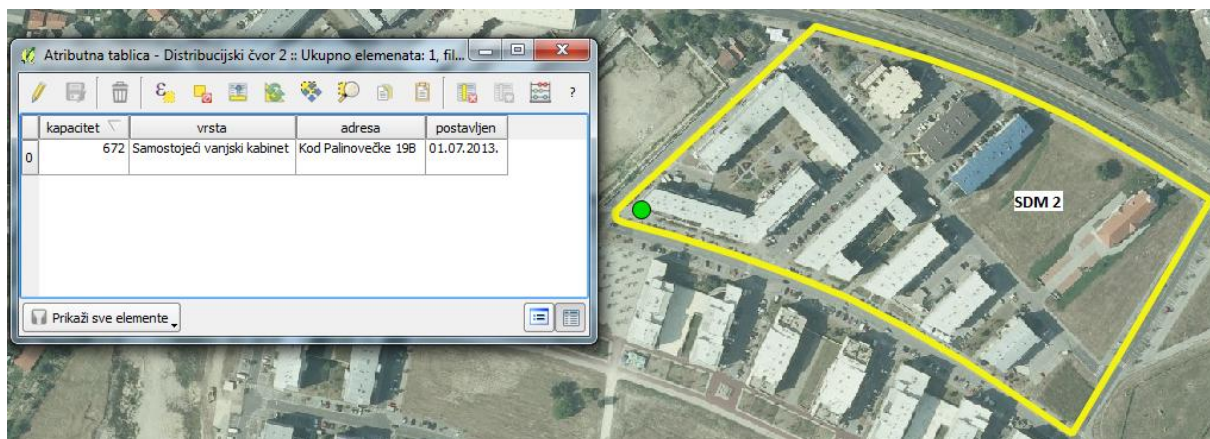 Atributna tablica - Distribucijski čvor 2 :: Ukupno elemenata: 1, fil...
?
kapacitet vrsta adresa postavljen
0 672 Samostojeći vanjski kabinet Kod Palinovečke 19B 01.07.2013.
Prikaži sve elemente
SDM 2